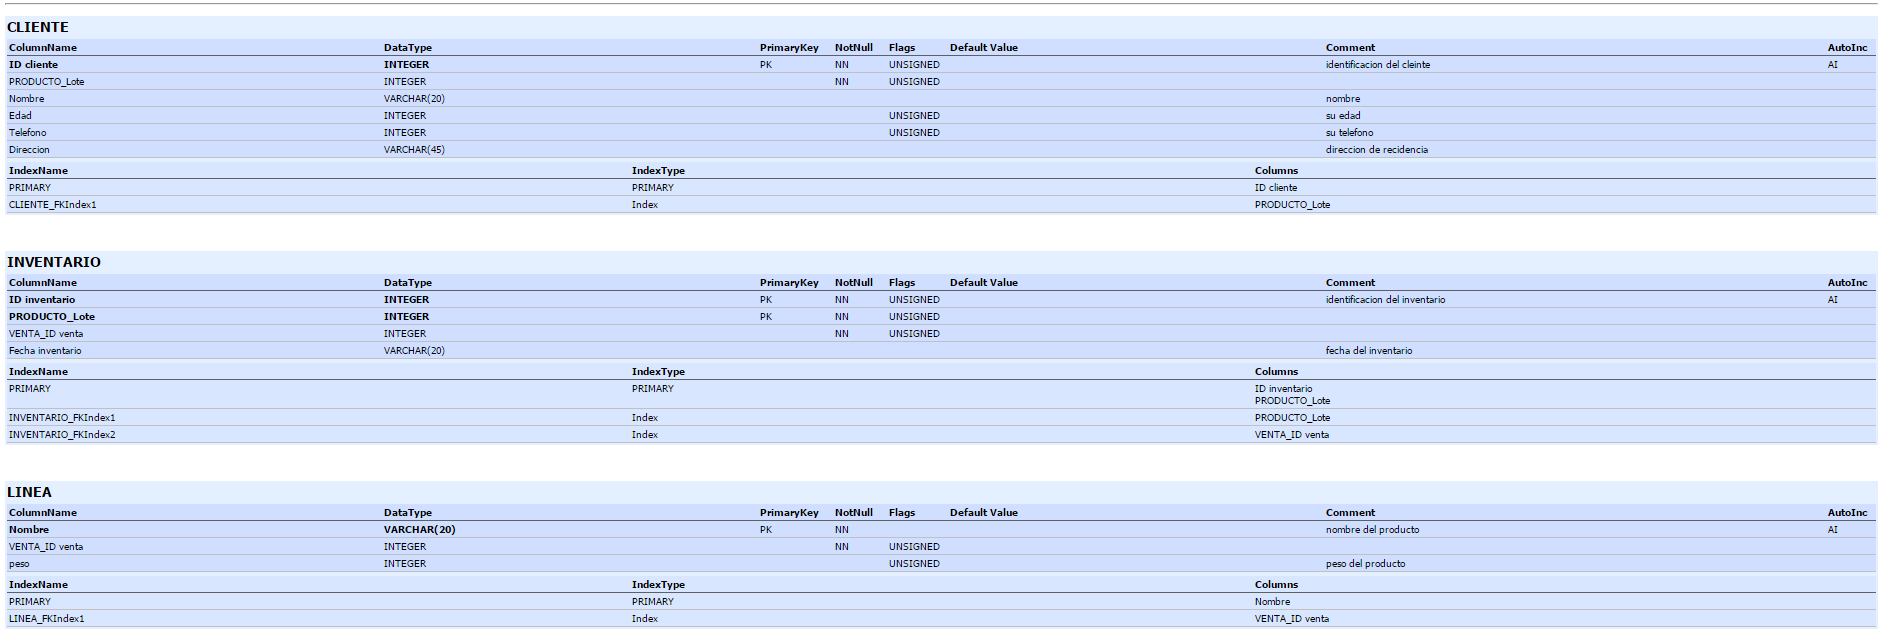 CLIENTE
ColumnName DataType PrimaryKey NotNull Flags Default Value Comment AutoInc
ID cliente INTEGER PK NN UNSIGNED identificacion del cleinte AI
PRODUCTO_Lote INTEGER NN UNSIGNED
Nombre VARCHAR(20) nombre
Edad INTEGER UNSIGNED su edad
Telefono INTEGER UNSIGNED su telefono
Direccion VARCHAR(45) direccion de recidencia
IndexName IndexType Columns
PRIMARY PRIMARY ID cliente
CLIENTE_FKIndex1 Index PRODUCTO_Lote
INVENTARIO
ColumnName DataType PrimaryKey NotNull Flags Default Value Comment AutoInc
ID inventario INTEGER PK NN UNSIGNED identificacion del inventario AI
PRODUCTO_Lote INTEGER PK NN UNSIGNED
VENTA_ID venta INTEGER NN UNSIGNED
Fecha inventario VARCHAR(20) fecha del inventario
IndexName IndexType Columns
PRIMARY PRIMARY ID inventario
PRODUCTO_Lote
INVENTARIO_FKIndex1 Index PRODUCTO_Lote
INVENTARIO_FKIndex2 Index VENTA_ID venta
LINEA
ColumnName DataType PrimaryKey NotNull Flags Default Value Comment AutoInc
Nombre VARCHAR(20) PK NN nombre del producto AI
VENTA_ID venta INTEGER NN UNSIGNED
peso INTEGER UNSIGNED peso del producto
IndexName IndexType Columns
PRIMARY PRIMARY Nombre
LINEA_FKIndex1 Index VENTA_ID venta